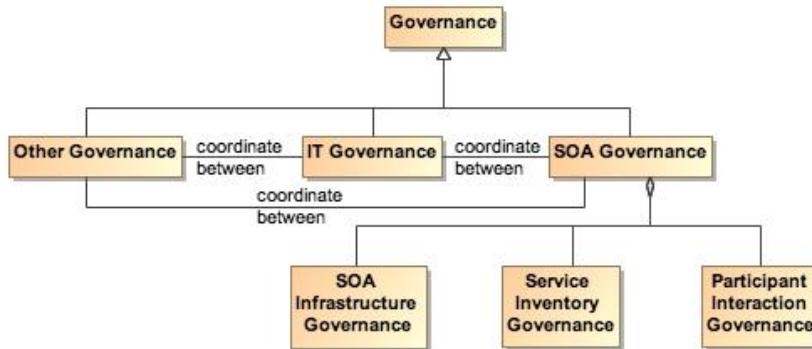 Governance
Other Governance
coordinate
between
IT Governance
coordinate
between
SOA Governance
coordinate
between
SOA
Infrastructure
Governance
Service
Inventory
Governance
Participant
Interaction
Governance